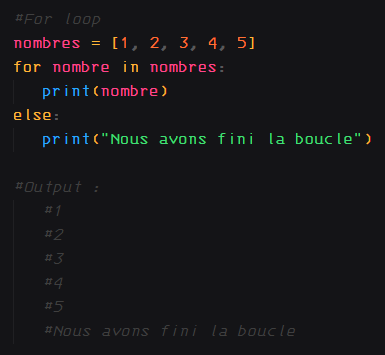 #For loop
nombres = [1, 2, 3, 4, 5]
for nombre in nombres:
    print(nombre)
else:
    print("Nous avons fini la boucle")
#Output :
    #1
    #2
    #3
    #4
    #5
    #Nous avons fini la boucle